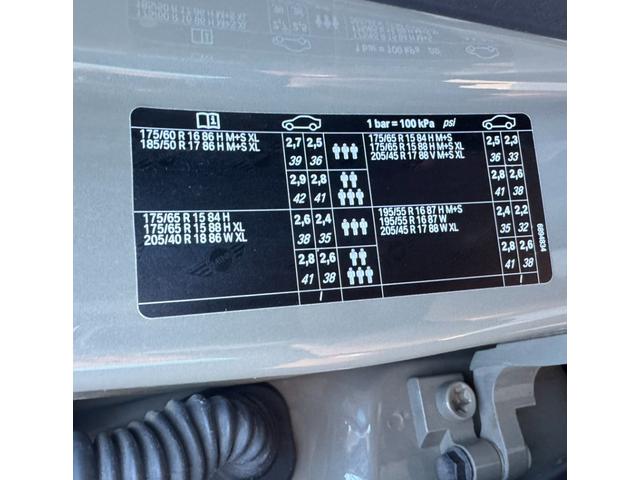 1 bar = 100 kPa psi
175/60 R 16 86 H M+S XL
185/50 R 17 86 H M+S XL
2,7 2,5
39 36
2,9 2,8
42 41
175/65 R 15 84 H M+S
175/65 R 15 88 H M+S XL
205/45 R 17 88 V M+S XL
2,5 2,3
36 33
2,8 2,6
41 38
175/65 R 15 84 H
175/65 R 15 88 H XL
205/40 R 18 86 W XL
2,6 2,4
38 35
2,8 2,6
41 38
/
195/55 R 16 87 H M+S
195/55 R 16 87 W
205/45 R 17 88 W XL
2,4 2,2
35 32
2,8 2,6
41 38
/
6894834